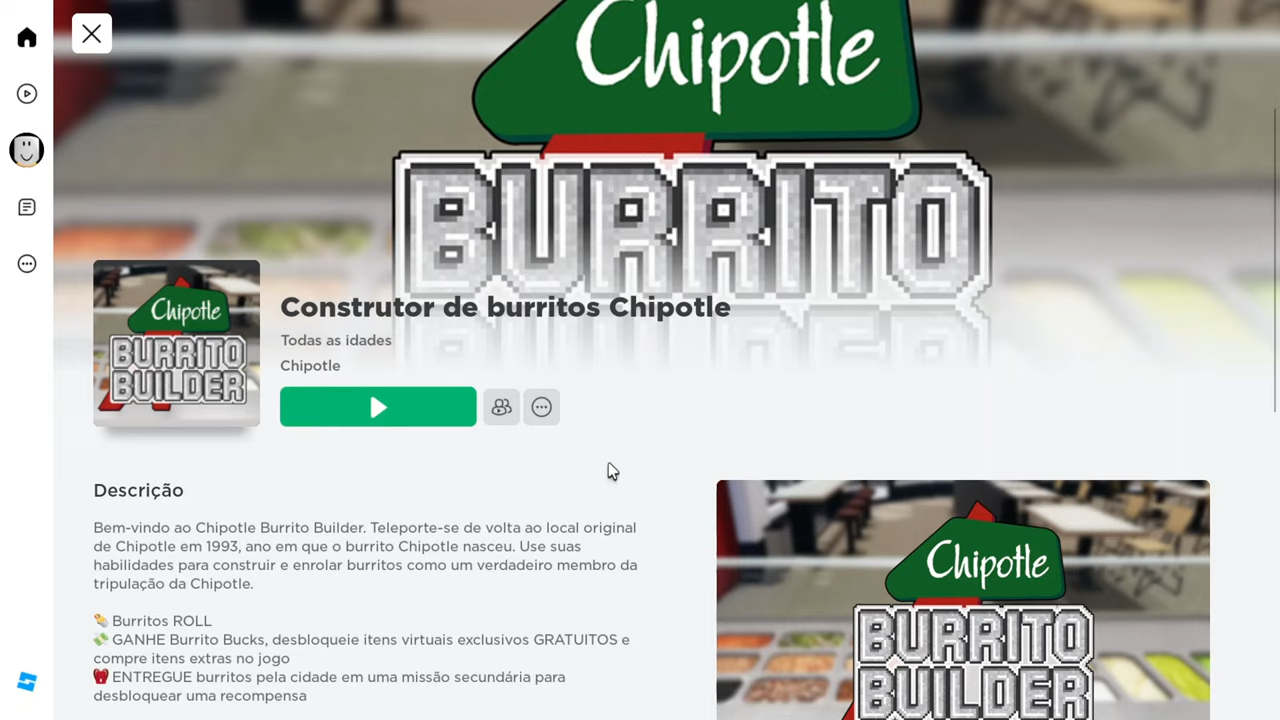 Chipotle
BURRITO
Chipotle
BURRITO
BUILDER
Construtor de burritos Chipotle
Todas as idades
Chipotle
Descrição
Bem-vindo ao Chipotle Burrito Builder. Teleporte-se de volta ao local original
de Chipotle em 1993, ano em que o burrito Chipotle nasceu. Use suas
habilidades para construir e enrolar burritos como um verdadeiro membro da
tripulação da Chipotle.
🌯 Burritos ROLL
💸 GANHE Burrito Bucks, desbloqueie itens virtuais exclusivos GRATUITOS e
compre itens extras no jogo
ENTREGUE burritos pela cidade em uma missão secundária para
desbloquear uma recompensa
Chipotle
BURRITO
BUILDER